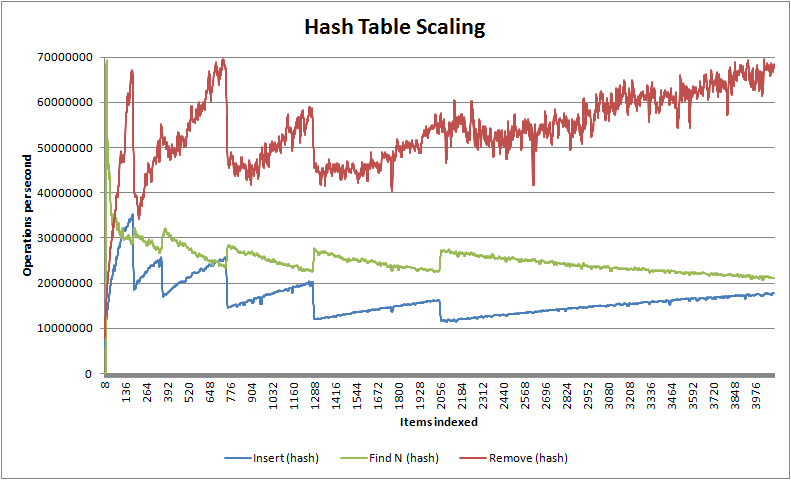 Hash Table Scaling
Operations per second
70000000
60000000
50000000
40000000
30000000
20000000
10000000
0
8 136 264 392 520 648 776 904 1032 1160 1288 1416 1544 1672 1800 1928 2056 2184 2312 2440 2568 2696 2824 2952 3080 3208 3336 3464 3592 3720 3848 3976
Items indexed
Insert (hash) Find N (hash) Remove (hash)